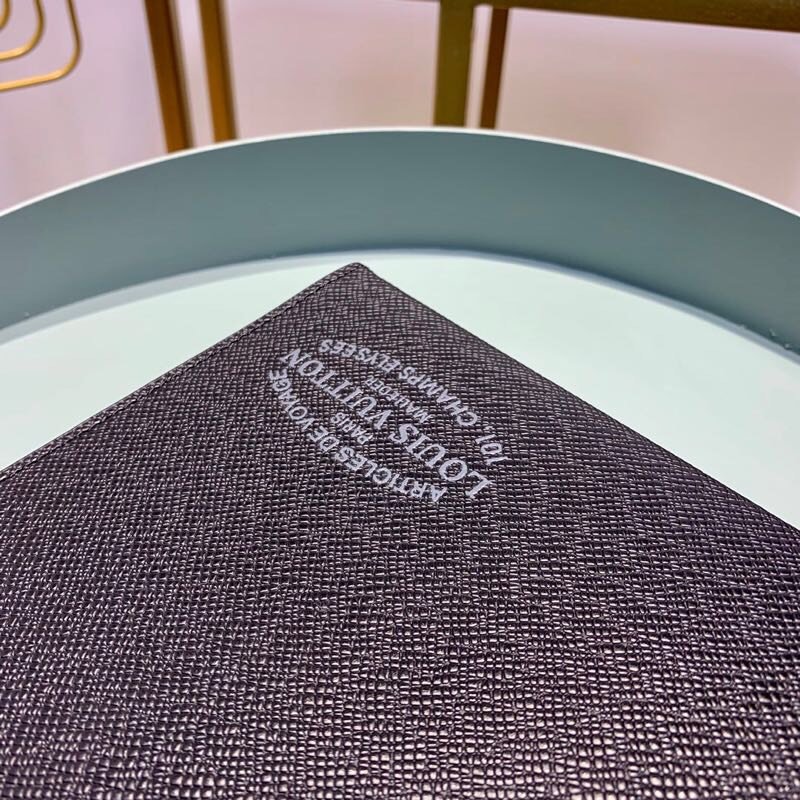 ARTICLES DE VOYAGE
PARIS
LOUIS VUITTON
MALLETIER
101, CHAMPS ELYSEES